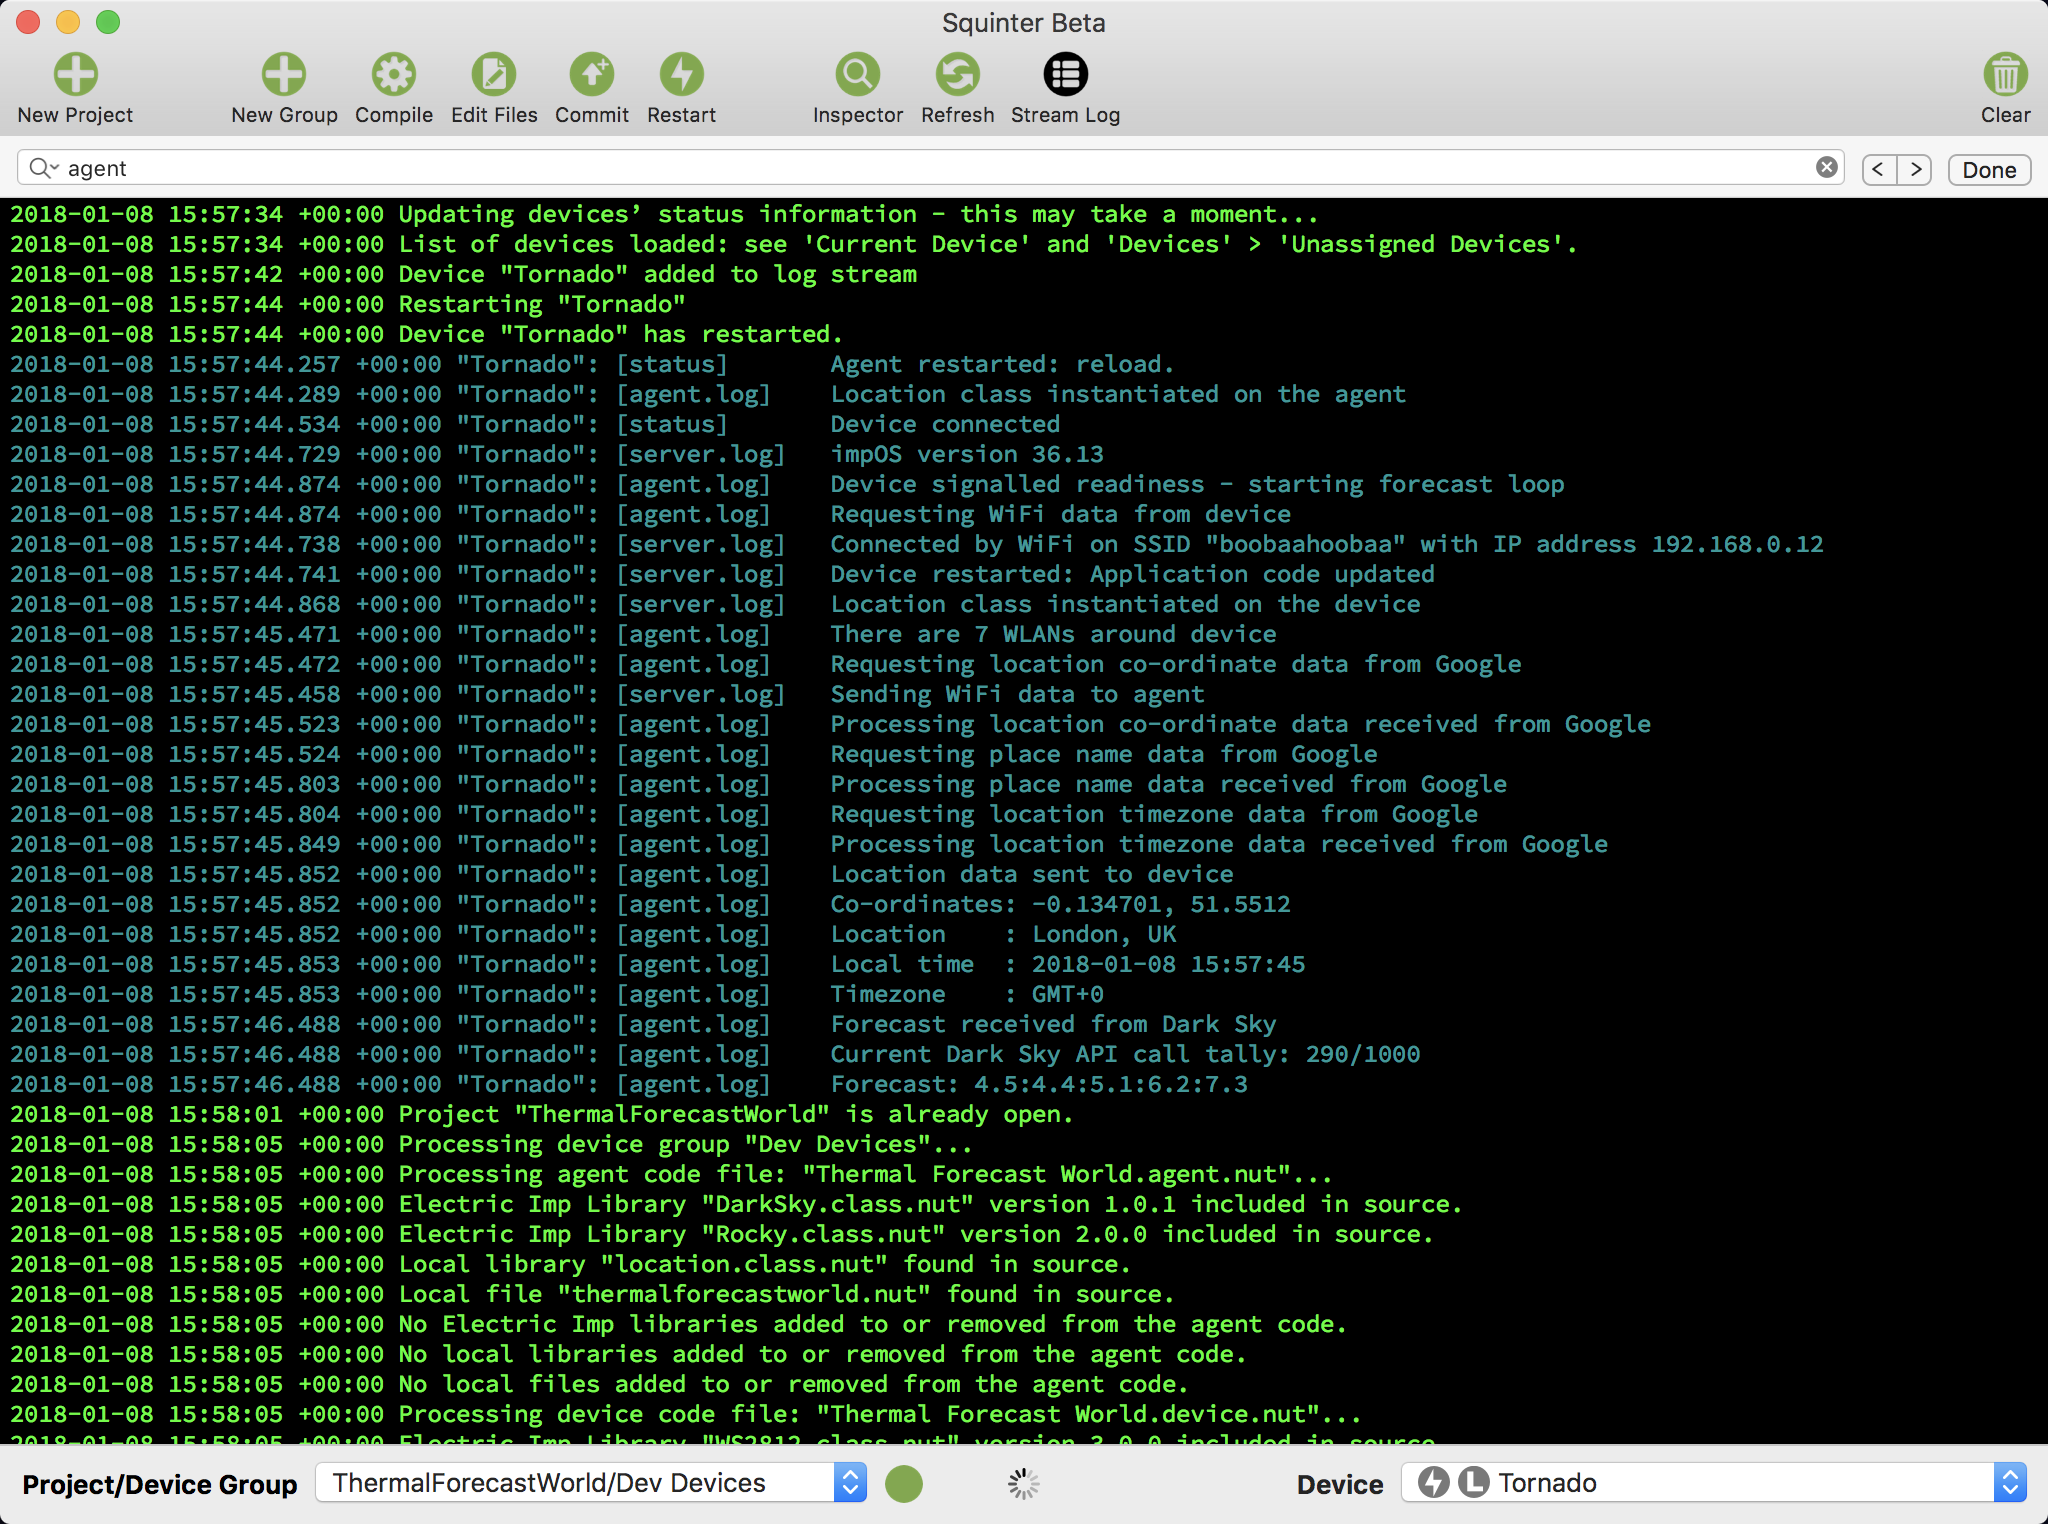 Squinter Beta
New Project New Group Compile Edit Files Commit Restart Inspector Refresh Stream Log Clear
agent < > Done
2018-01-08 15:57:34 +00:00 Updating devices’ status information - this may take a moment...
2018-01-08 15:57:34 +00:00 List of devices loaded: see 'Current Device' and 'Devices' > 'Unassigned Devices'.
2018-01-08 15:57:42 +00:00 Device "Tornado" added to log stream
2018-01-08 15:57:44 +00:00 Restarting "Tornado"
2018-01-08 15:57:44 +00:00 Device "Tornado" has restarted.
2018-01-08 15:57:44.257 +00:00 "Tornado": [status] Agent restarted: reload.
2018-01-08 15:57:44.289 +00:00 "Tornado": [agent.log] Location class instantiated on the agent
2018-01-08 15:57:44.534 +00:00 "Tornado": [status] Device connected
2018-01-08 15:57:44.729 +00:00 "Tornado": [server.log] impOS version 36.13
2018-01-08 15:57:44.874 +00:00 "Tornado": [agent.log] Device signalled readiness - starting forecast loop
2018-01-08 15:57:44.874 +00:00 "Tornado": [agent.log] Requesting WiFi data from device
2018-01-08 15:57:44.738 +00:00 "Tornado": [server.log] Connected by WiFi on SSID "boobaahoobaa" with IP address 192.168.0.12
2018-01-08 15:57:44.741 +00:00 "Tornado": [server.log] Device restarted: Application code updated
2018-01-08 15:57:44.868 +00:00 "Tornado": [server.log] Location class instantiated on the device
2018-01-08 15:57:45.471 +00:00 "Tornado": [agent.log] There are 7 WLANs around device
2018-01-08 15:57:45.472 +00:00 "Tornado": [agent.log] Requesting location co-ordinate data from Google
2018-01-08 15:57:45.458 +00:00 "Tornado": [server.log] Sending WiFi data to agent
2018-01-08 15:57:45.523 +00:00 "Tornado": [agent.log] Processing location co-ordinate data received from Google
2018-01-08 15:57:45.524 +00:00 "Tornado": [agent.log] Requesting place name data from Google
2018-01-08 15:57:45.803 +00:00 "Tornado": [agent.log] Processing place name data received from Google
2018-01-08 15:57:45.804 +00:00 "Tornado": [agent.log] Requesting location timezone data from Google
2018-01-08 15:57:45.849 +00:00 "Tornado": [agent.log] Processing location timezone data received from Google
2018-01-08 15:57:45.852 +00:00 "Tornado": [agent.log] Location data sent to device
2018-01-08 15:57:45.852 +00:00 "Tornado": [agent.log] Co-ordinates: -0.134701, 51.5512
2018-01-08 15:57:45.852 +00:00 "Tornado": [agent.log] Location : London, UK
2018-01-08 15:57:45.853 +00:00 "Tornado": [agent.log] Local time : 2018-01-08 15:57:45
2018-01-08 15:57:45.853 +00:00 "Tornado": [agent.log] Timezone : GMT+0
2018-01-08 15:57:46.488 +00:00 "Tornado": [agent.log] Forecast received from Dark Sky
2018-01-08 15:57:46.488 +00:00 "Tornado": [agent.log] Current Dark Sky API call tally: 290/1000
2018-01-08 15:57:46.488 +00:00 "Tornado": [agent.log] Forecast: 4.5:4.4:5.1:6.2:7.3
2018-01-08 15:58:01 +00:00 Project "ThermalForecastWorld" is already open.
2018-01-08 15:58:05 +00:00 Processing device group "Dev Devices"...
2018-01-08 15:58:05 +00:00 Processing agent code file: "Thermal Forecast World.agent.nut"...
2018-01-08 15:58:05 +00:00 Electric Imp Library "DarkSky.class.nut" version 1.0.1 included in source.
2018-01-08 15:58:05 +00:00 Electric Imp Library "Rocky.class.nut" version 2.0.0 included in source.
2018-01-08 15:58:05 +00:00 Local library "location.class.nut" found in source.
2018-01-08 15:58:05 +00:00 Local file "thermalforecastworld.nut" found in source.
2018-01-08 15:58:05 +00:00 No Electric Imp libraries added to or removed from the agent code.
2018-01-08 15:58:05 +00:00 No local libraries added to or removed from the agent code.
2018-01-08 15:58:05 +00:00 No local files added to or removed from the agent code.
2018-01-08 15:58:05 +00:00 Processing device code file: "Thermal Forecast World.device.nut"...
2018-01-08 15:58:05 +00:00 Electric Imp Library "WS2812.class.nut" version 3.0.0 included in source.
Project/Device Group ThermalForecastWorld/Dev Devices Device L Tornado